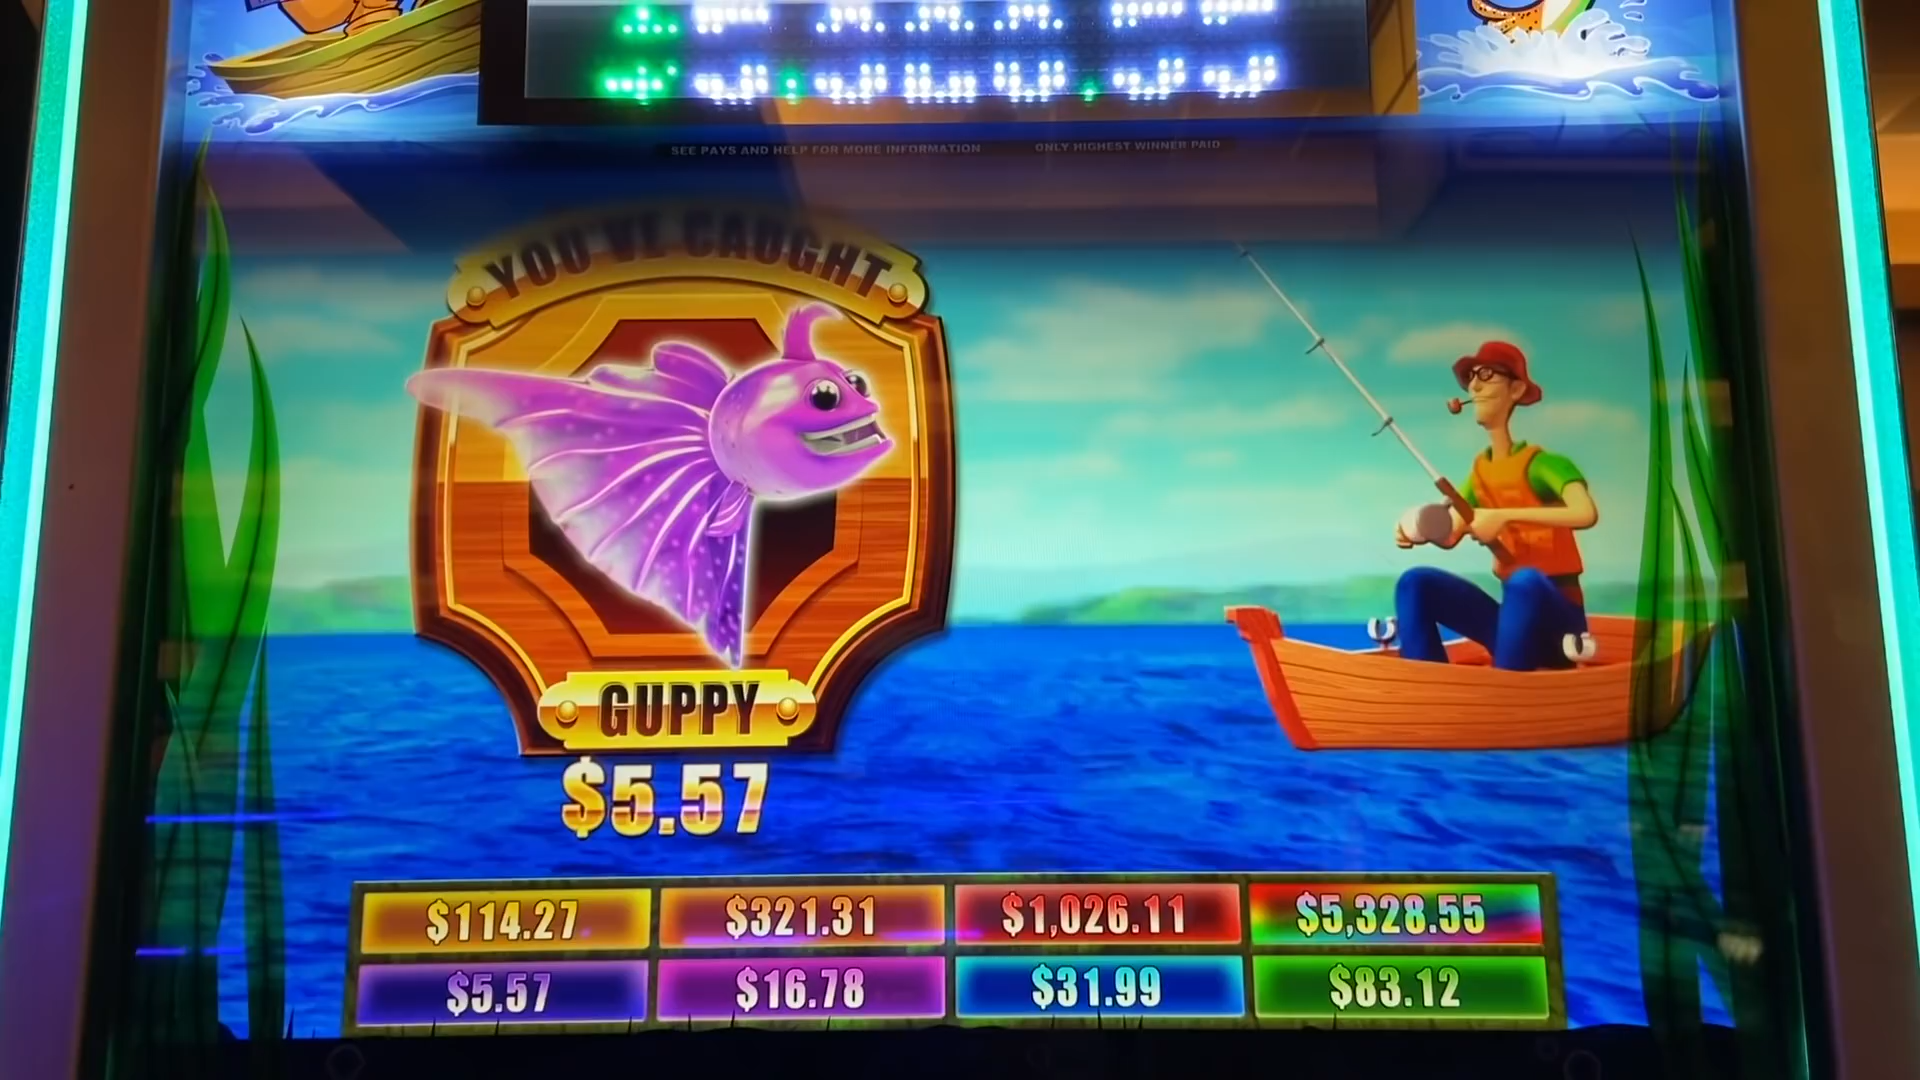 SEE PAYS AND HELP FOR MORE INFORMATION
ONLY HIGHEST WINNER PAID
YOU'VE CAUGHT
GUPPY
$5.57
$114.27
$321.31
$1,026.11
$5,328.55
$5.57
$16.78
$31.99
$83.12